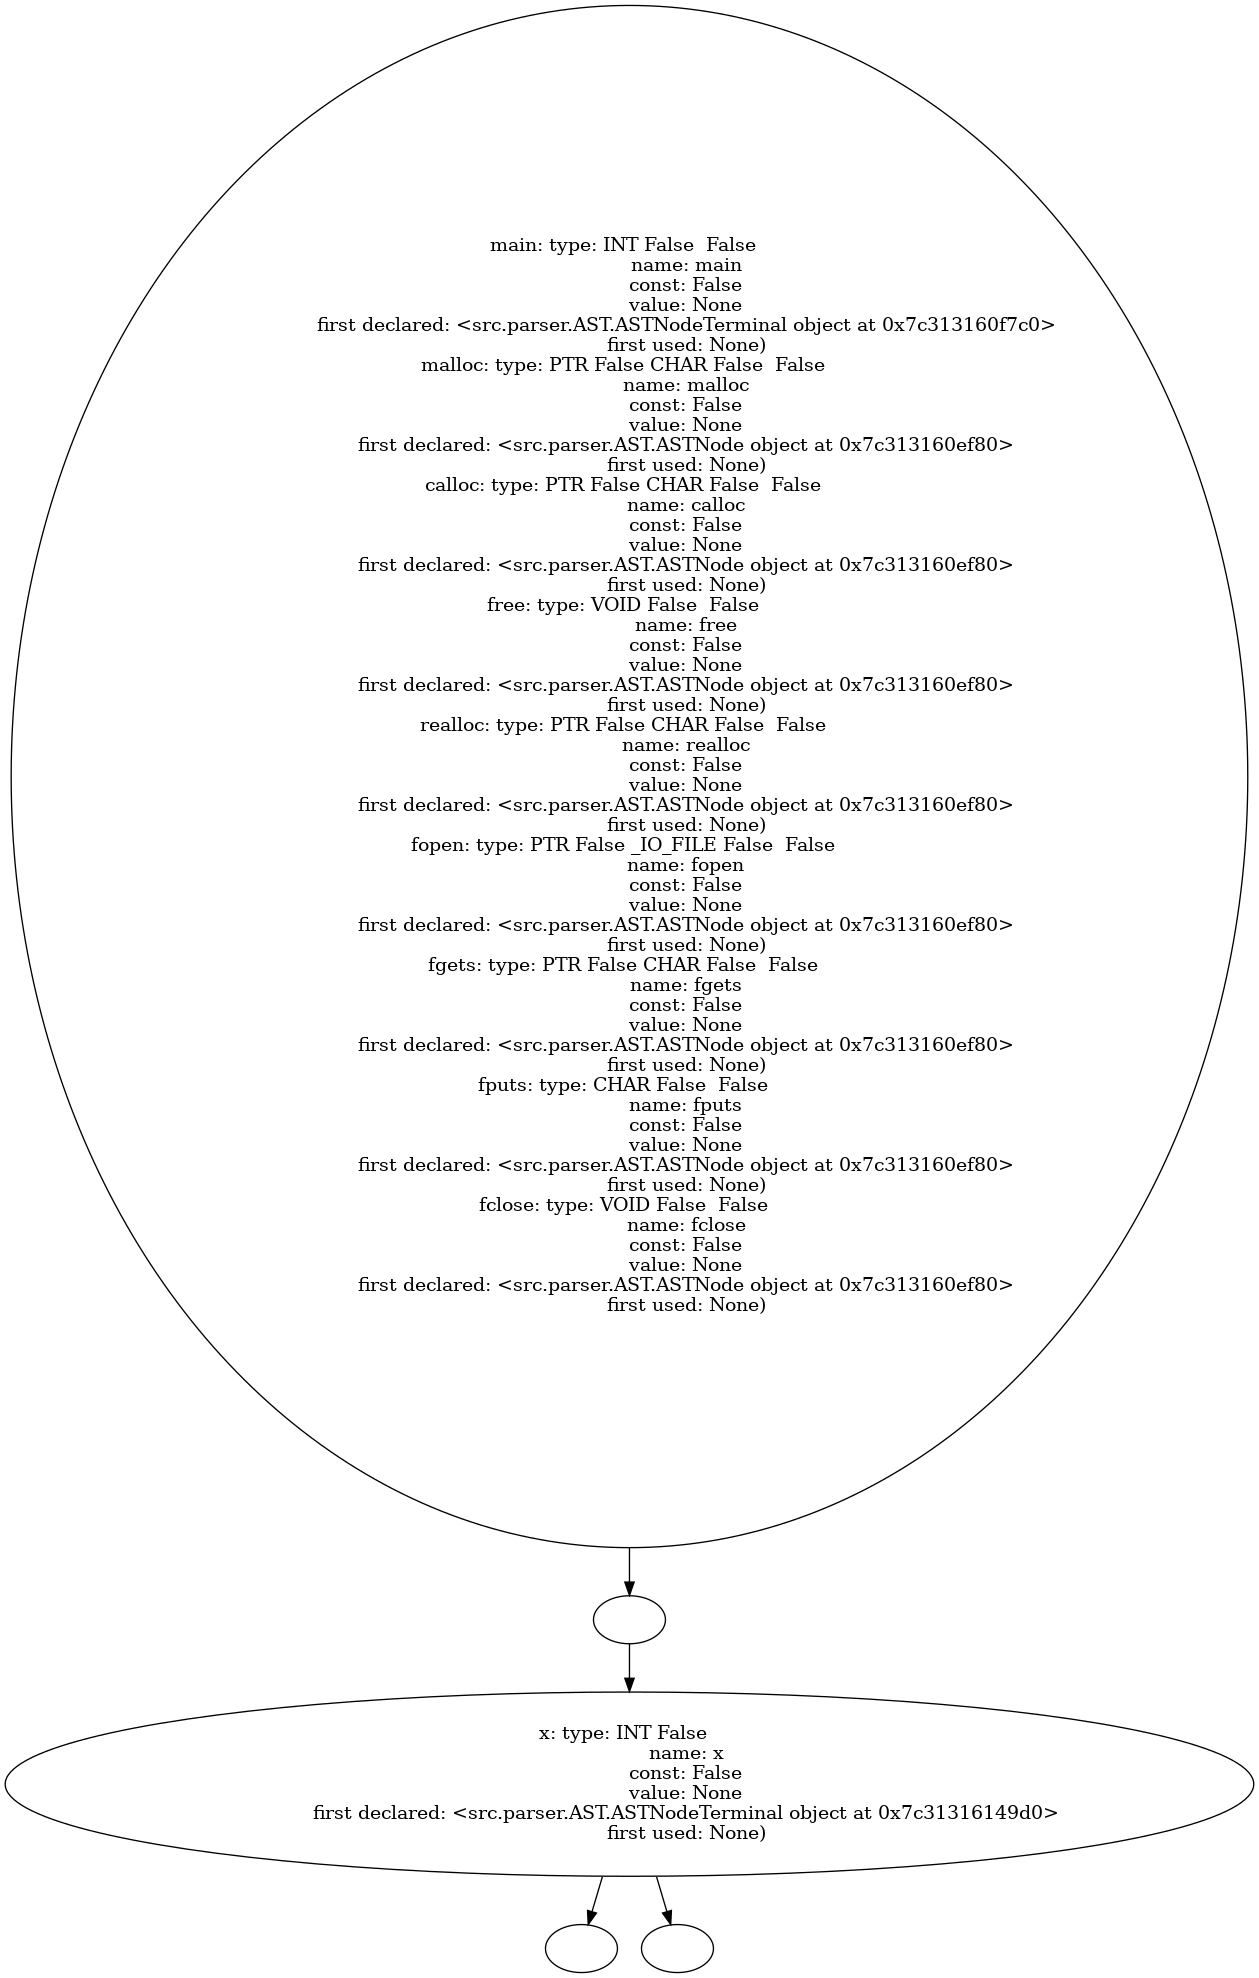 main: type: INT False  False
name: main
const: False
value: None
first declared: <src.parser.AST.ASTNodeTerminal object at 0x7c313160f7c0>
first used: None)
malloc: type: PTR False CHAR False  False
name: malloc
const: False
value: None
first declared: <src.parser.AST.ASTNode object at 0x7c313160ef80>
first used: None)
calloc: type: PTR False CHAR False  False
name: calloc
const: False
value: None
first declared: <src.parser.AST.ASTNode object at 0x7c313160ef80>
first used: None)
free: type: VOID False  False
name: free
const: False
value: None
first declared: <src.parser.AST.ASTNode object at 0x7c313160ef80>
first used: None)
realloc: type: PTR False CHAR False  False
name: realloc
const: False
value: None
first declared: <src.parser.AST.ASTNode object at 0x7c313160ef80>
first used: None)
fopen: type: PTR False _IO_FILE False  False
name: fopen
const: False
value: None
first declared: <src.parser.AST.ASTNode object at 0x7c313160ef80>
first used: None)
fgets: type: PTR False CHAR False  False
name: fgets
const: False
value: None
first declared: <src.parser.AST.ASTNode object at 0x7c313160ef80>
first used: None)
fputs: type: CHAR False  False
name: fputs
const: False
value: None
first declared: <src.parser.AST.ASTNode object at 0x7c313160ef80>
first used: None)
fclose: type: VOID False  False
name: fclose
const: False
value: None
first declared: <src.parser.AST.ASTNode object at 0x7c313160ef80>
first used: None)
x: type: INT False
name: x
const: False
value: None
first declared: <src.parser.AST.ASTNodeTerminal object at 0x7c31316149d0>
first used: None)